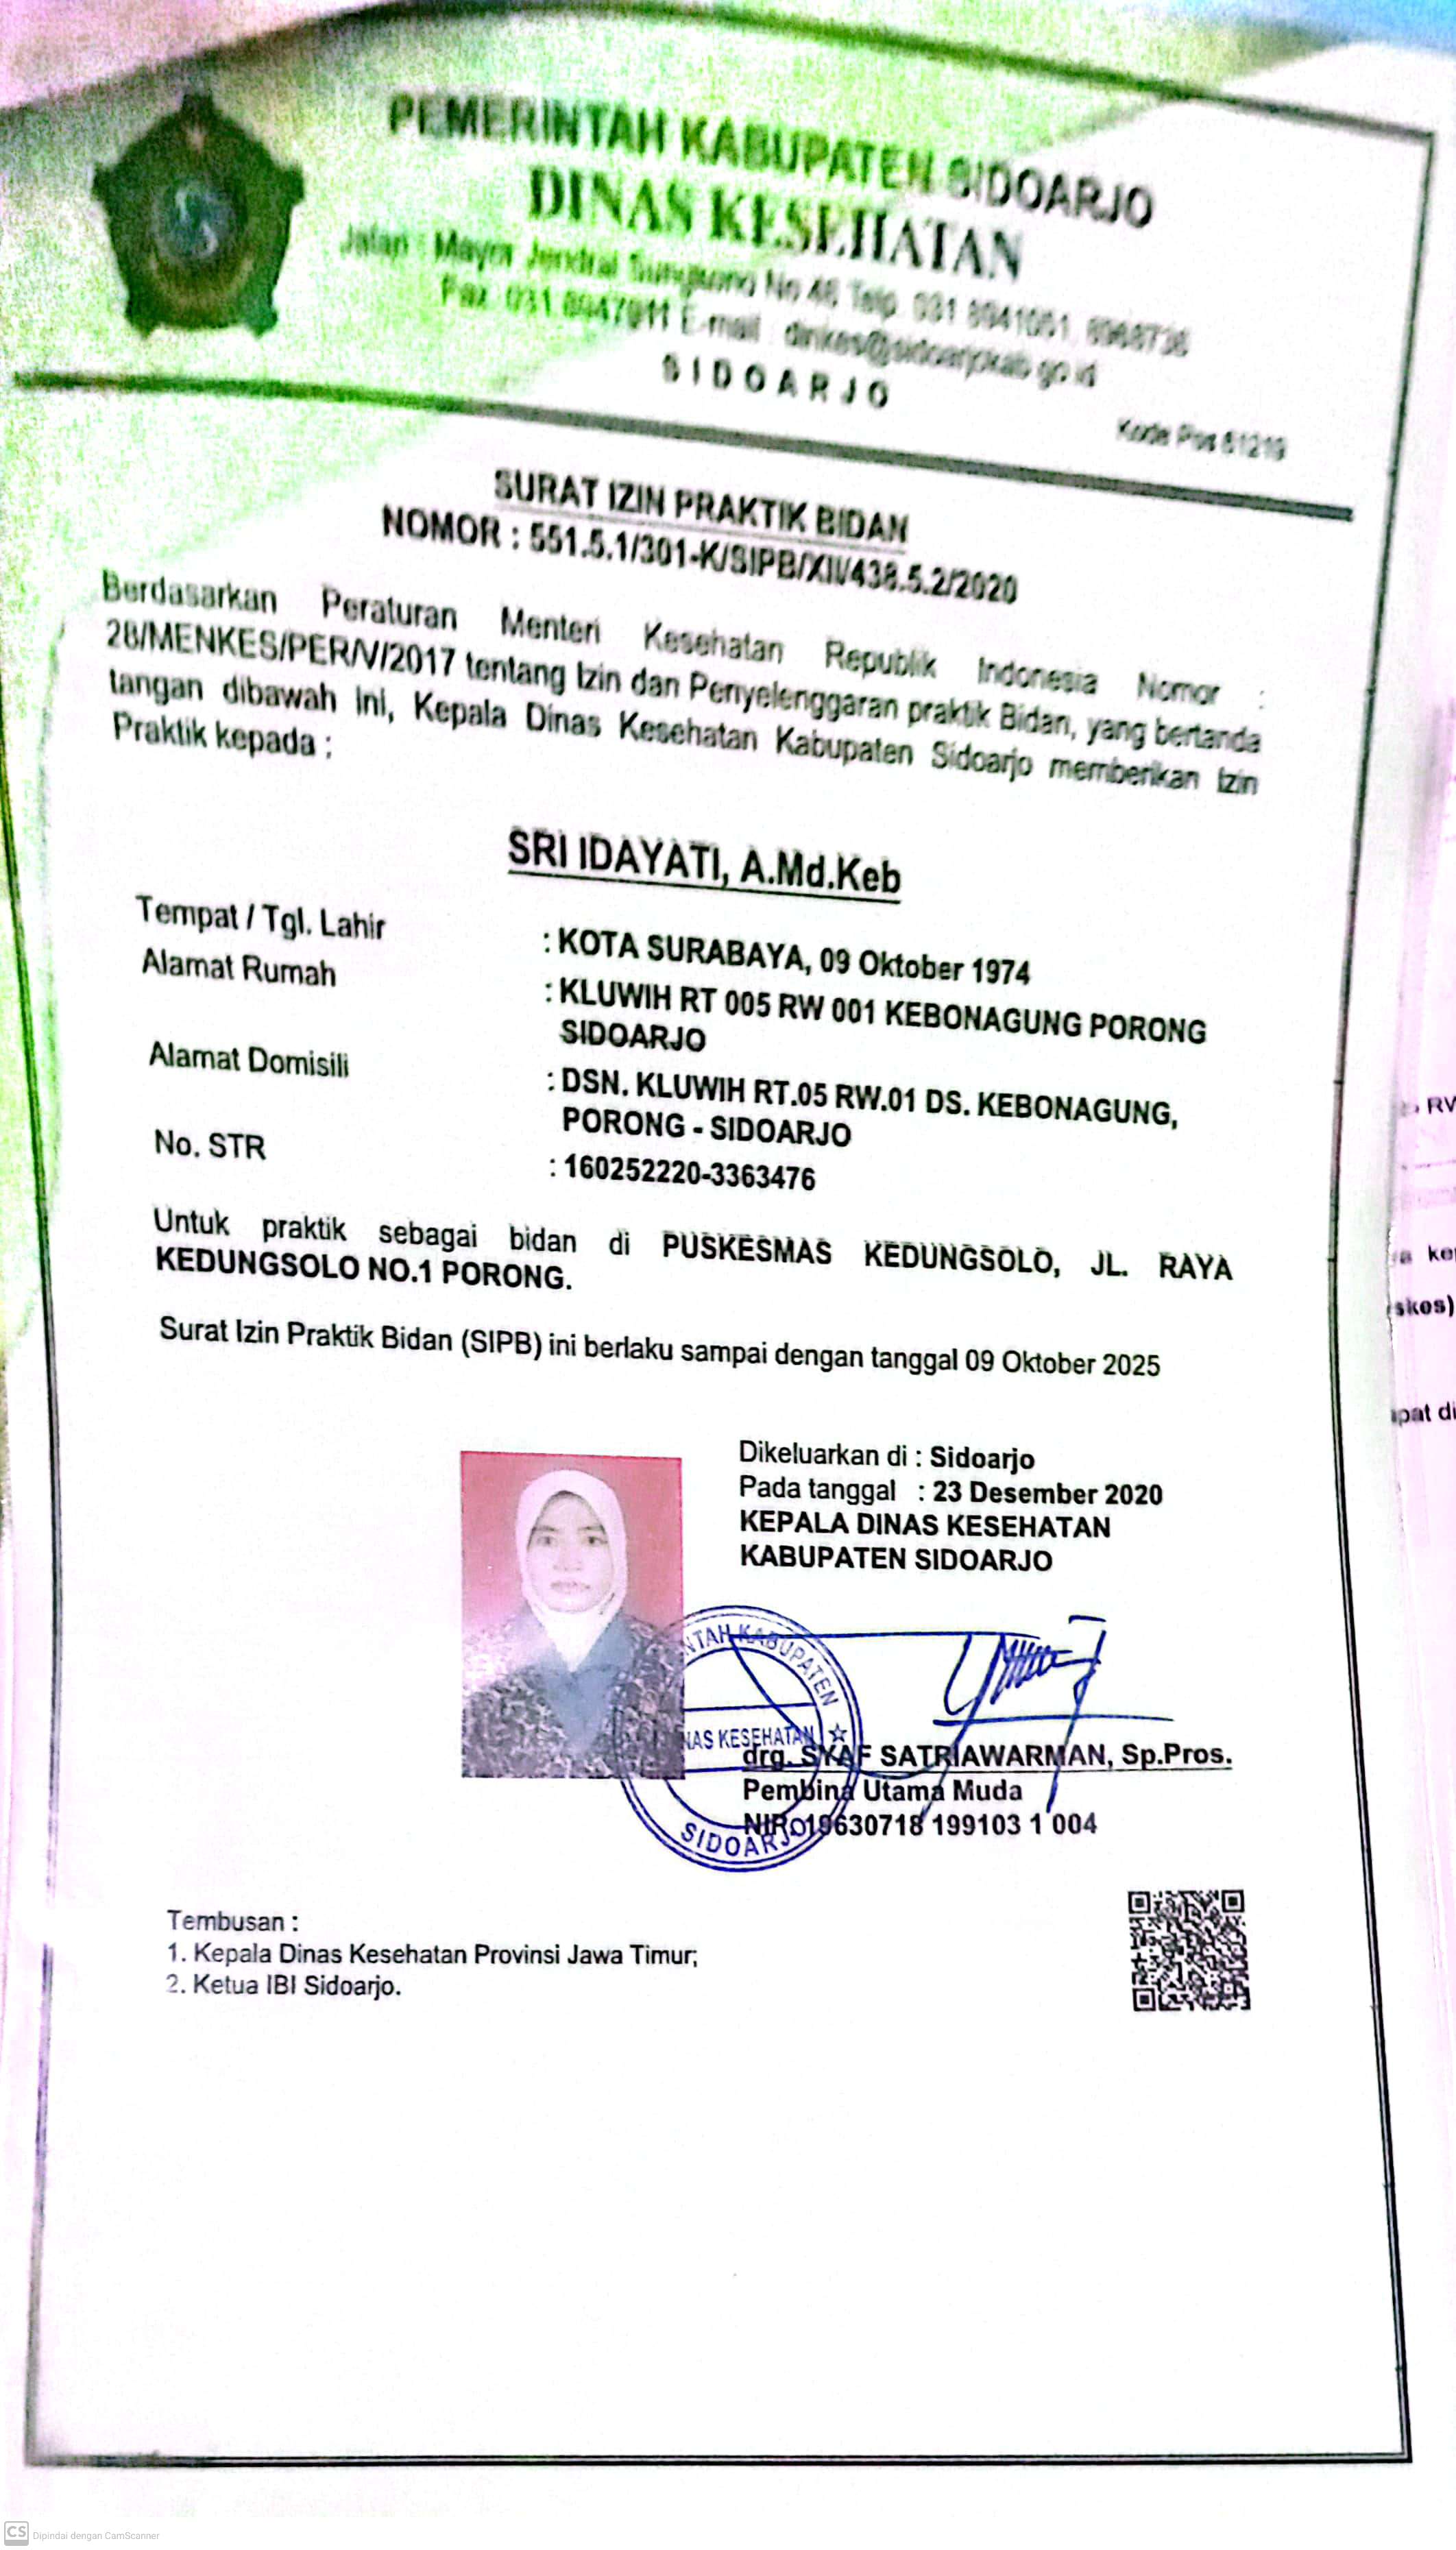 PEMERINTAH KABUPATEN SIDOARJO
DINAS KESEHATAN
Jalan : Mayor Jendral Sungkono No 46 Telp. 031 8941051, 8968736
Fax. 031 8947911 E-mail : dinkes@sidoarjokab.go.id
SIDOARJO
Kode Pos 61219
SURAT IZIN PRAKTIK BIDAN
NOMOR : 551.5.1/301-K/SIPB/XII/438.5.2/2020
Berdasarkan Peraturan Menteri Kesehatan Republik Indonesia Nomor :
28/MENKES/PER/V/2017 tentang Izin dan Penyelenggaran praktik Bidan, yang bertanda
tangan dibawah ini, Kepala Dinas Kesehatan Kabupaten Sidoarjo memberikan Izin
Praktik kepada :
SRI IDAYATI, A.Md.Keb
Tempat / Tgl. Lahir : KOTA SURABAYA, 09 Oktober 1974
Alamat Rumah : KLUWIH RT 005 RW 001 KEBONAGUNG PORONG
SIDOARJO
Alamat Domisili : DSN. KLUWIH RT.05 RW.01 DS. KEBONAGUNG,
PORONG - SIDOARJO
No. STR : 160252220-3363476
Untuk praktik sebagai bidan di PUSKESMAS KEDUNGSOLO, JL. RAYA
KEDUNGSOLO NO.1 PORONG.
Surat Izin Praktik Bidan (SIPB) ini berlaku sampai dengan tanggal 09 Oktober 2025
Dikeluarkan di : Sidoarjo
Pada tanggal : 23 Desember 2020
KEPALA DINAS KESEHATAN
KABUPATEN SIDOARJO
NTAH KABUPATEN
NAS KESEHATAN
SIDOARJO
drg. SYAF SATRIAWARMAN, Sp.Pros.
Pembina Utama Muda
NIP. 19630718 199103 1 004
Tembusan :
1. Kepala Dinas Kesehatan Provinsi Jawa Timur;
2. Ketua IBI Sidoarjo.
RW
skes)
CS Dipindai dengan CamScanner